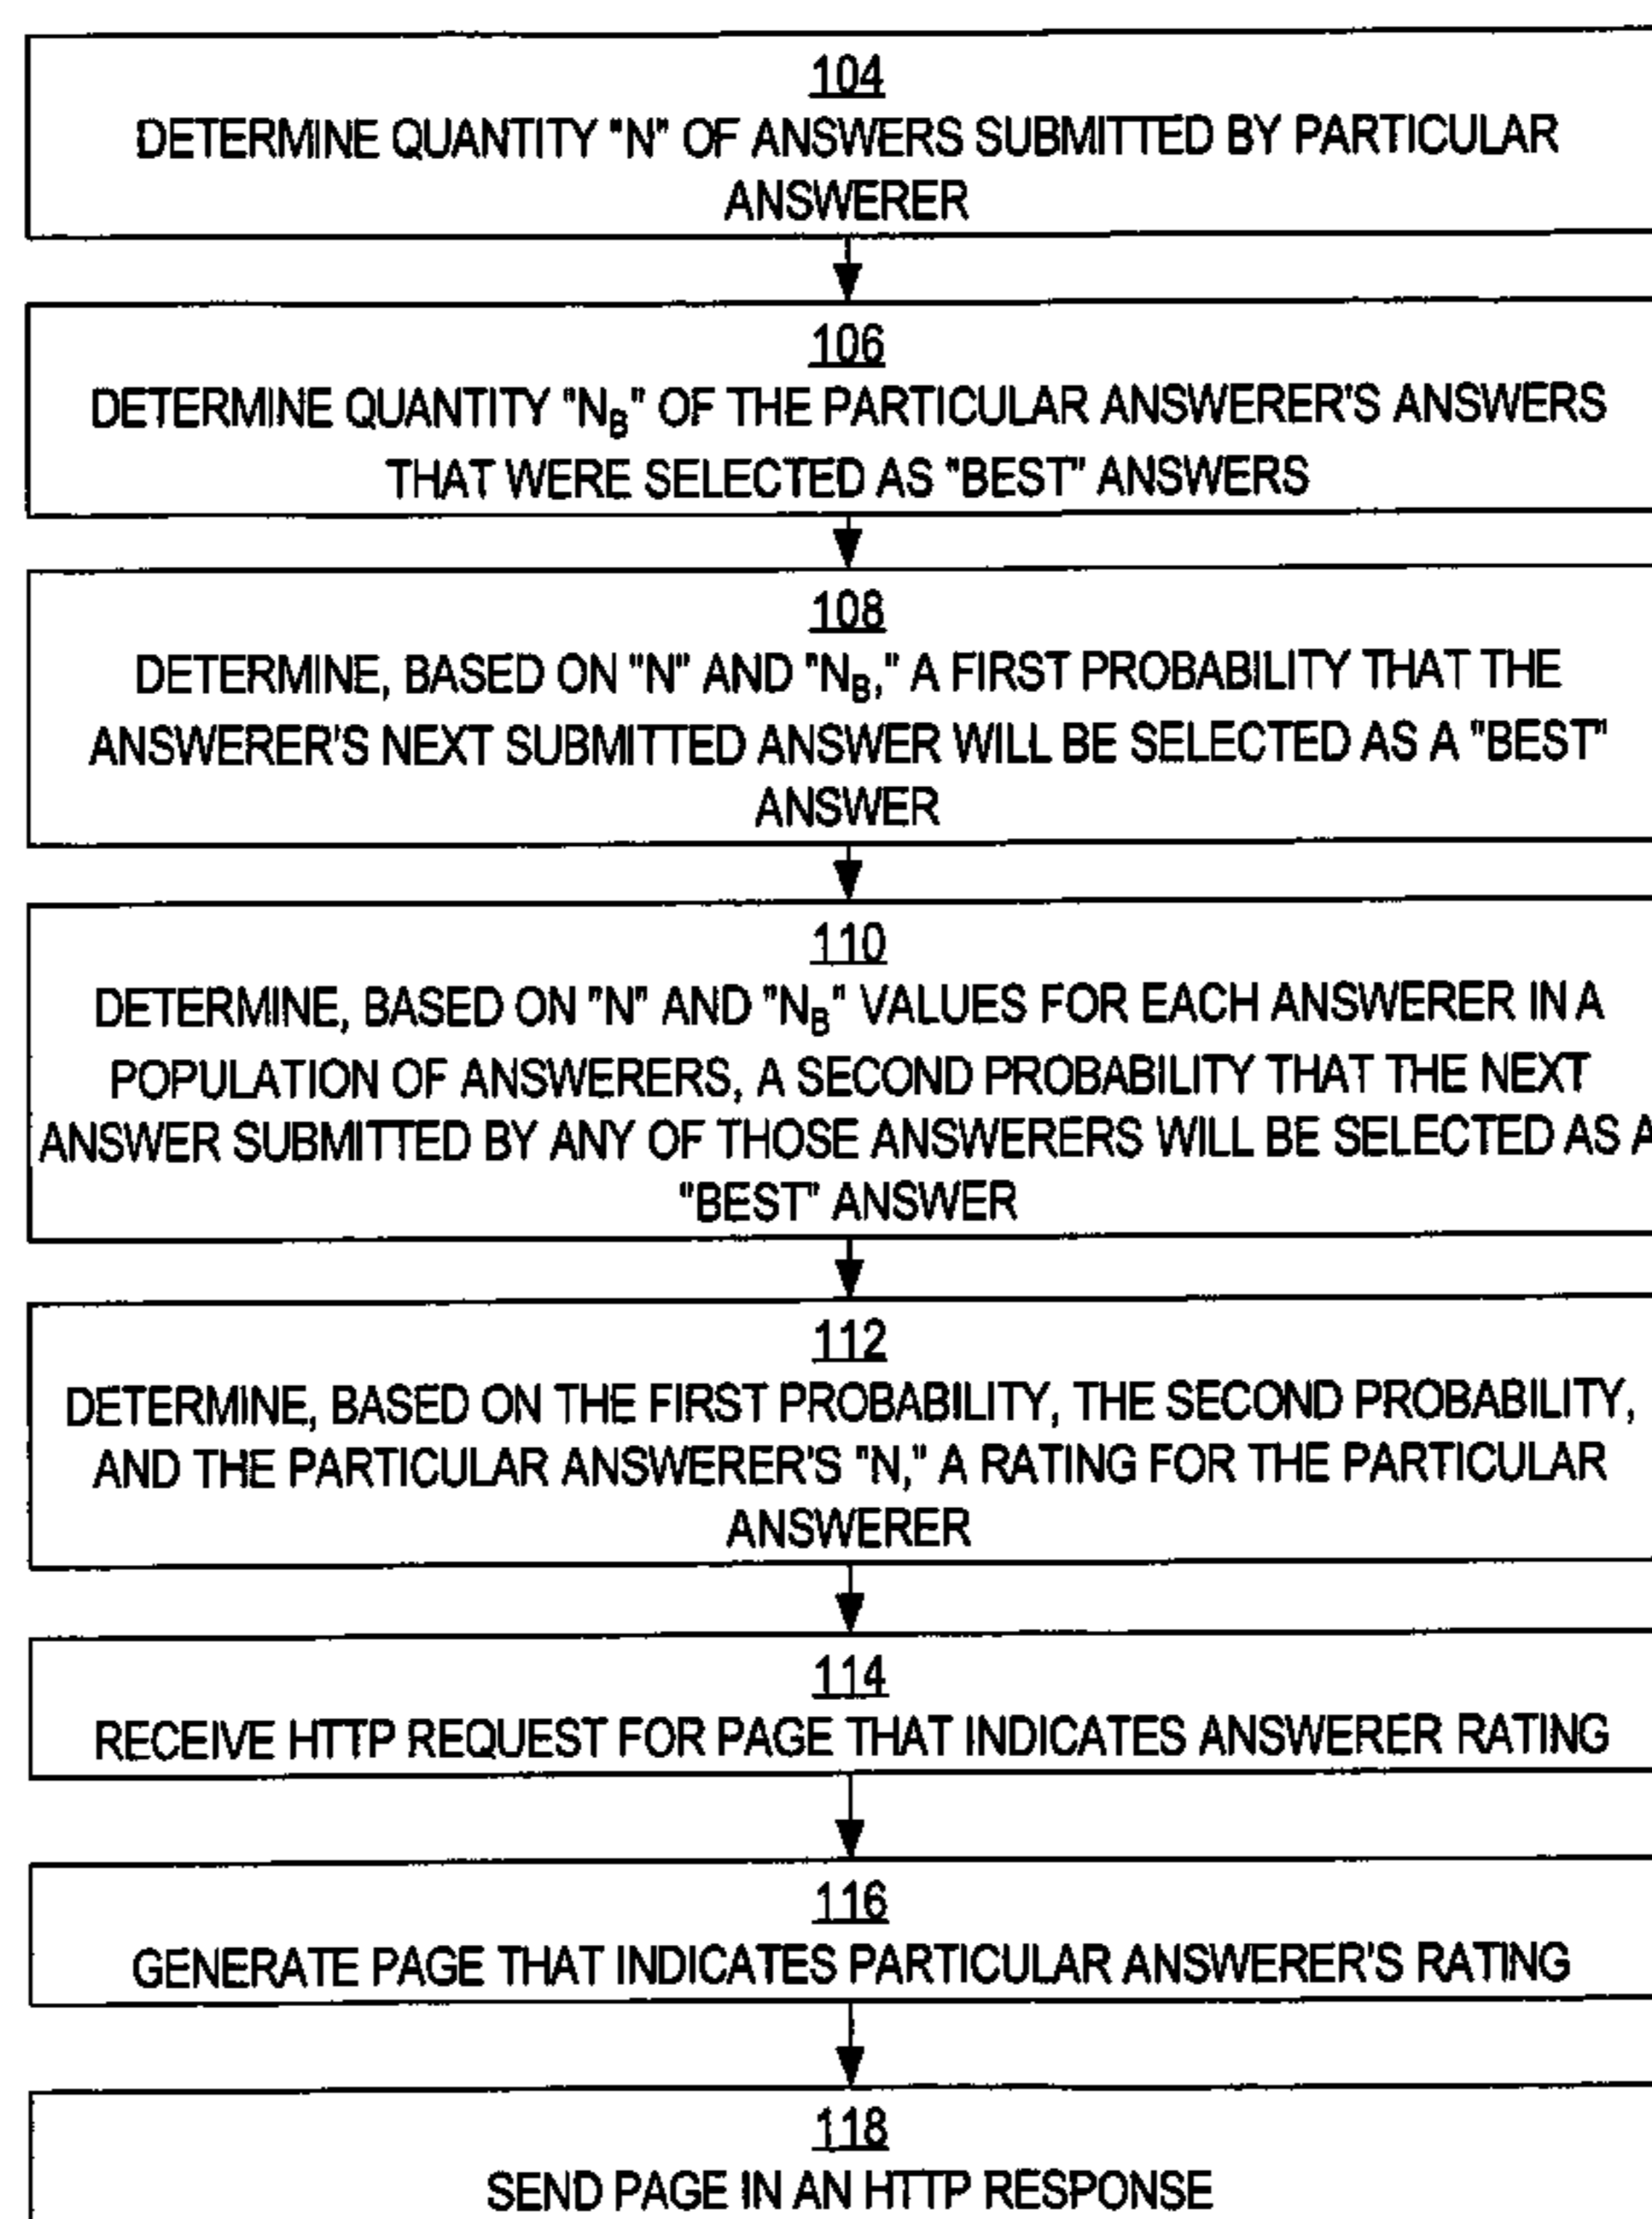 104
DETERMINE QUANTITY "N" OF ANSWERS SUBMITTED BY PARTICULAR
ANSWERER
106
DETERMINE QUANTITY "N_B" OF THE PARTICULAR ANSWERER'S ANSWERS
THAT WERE SELECTED AS "BEST" ANSWERS
108
DETERMINE, BASED ON "N" AND "N_B," A FIRST PROBABILITY THAT THE
ANSWERER'S NEXT SUBMITTED ANSWER WILL BE SELECTED AS A "BEST"
ANSWER
110
DETERMINE, BASED ON "N" AND "N_B" VALUES FOR EACH ANSWERER IN A
POPULATION OF ANSWERERS, A SECOND PROBABILITY THAT THE NEXT
ANSWER SUBMITTED BY ANY OF THOSE ANSWERERS WILL BE SELECTED AS A
"BEST" ANSWER
112
DETERMINE, BASED ON THE FIRST PROBABILITY, THE SECOND PROBABILITY,
AND THE PARTICULAR ANSWERER'S "N," A RATING FOR THE PARTICULAR
ANSWERER
114
RECEIVE HTTP REQUEST FOR PAGE THAT INDICATES ANSWERER RATING
116
GENERATE PAGE THAT INDICATES PARTICULAR ANSWERER'S RATING
118
SEND PAGE IN AN HTTP RESPONSE